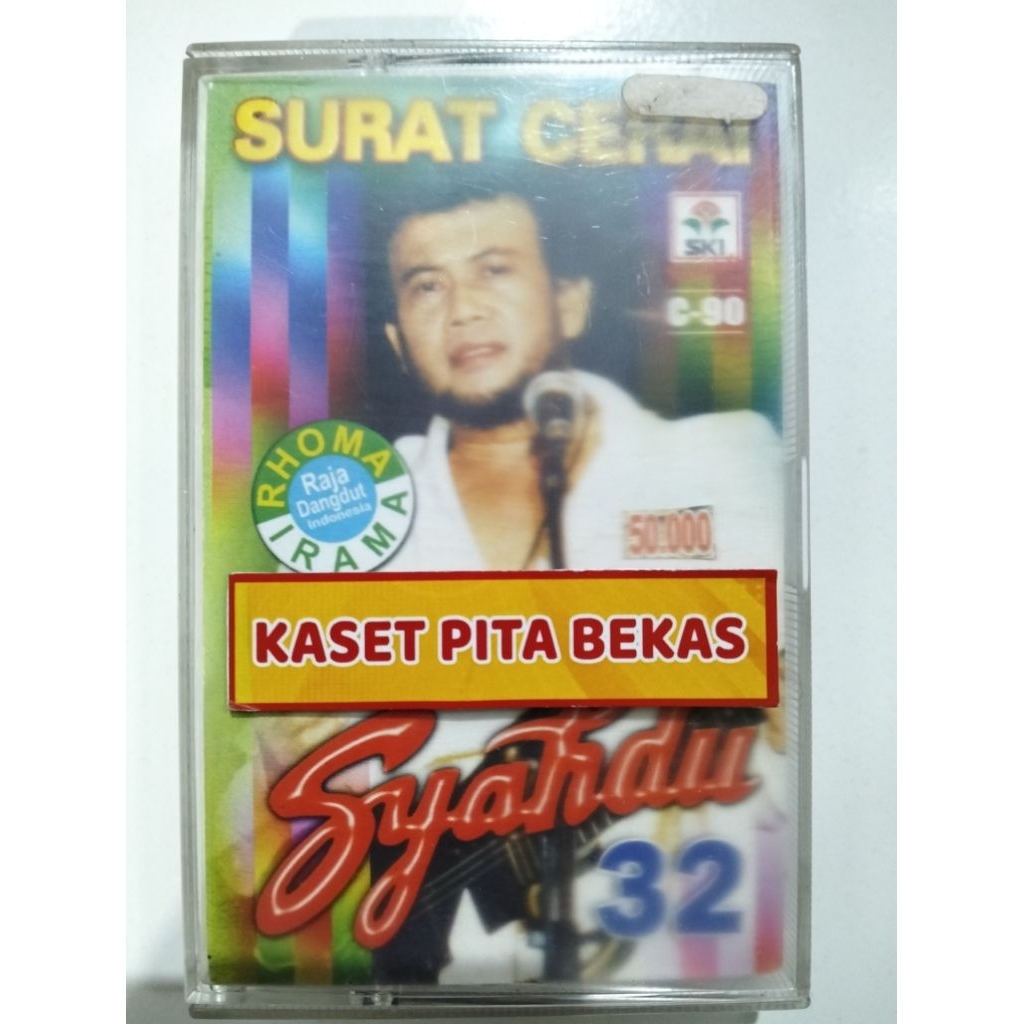 SURAT CERAI
SKI
C-90
RHOMA
Raja
Dangdut
Indonesia
IRAMA
50.000
KASET PITA BEKAS
Syahdu
32